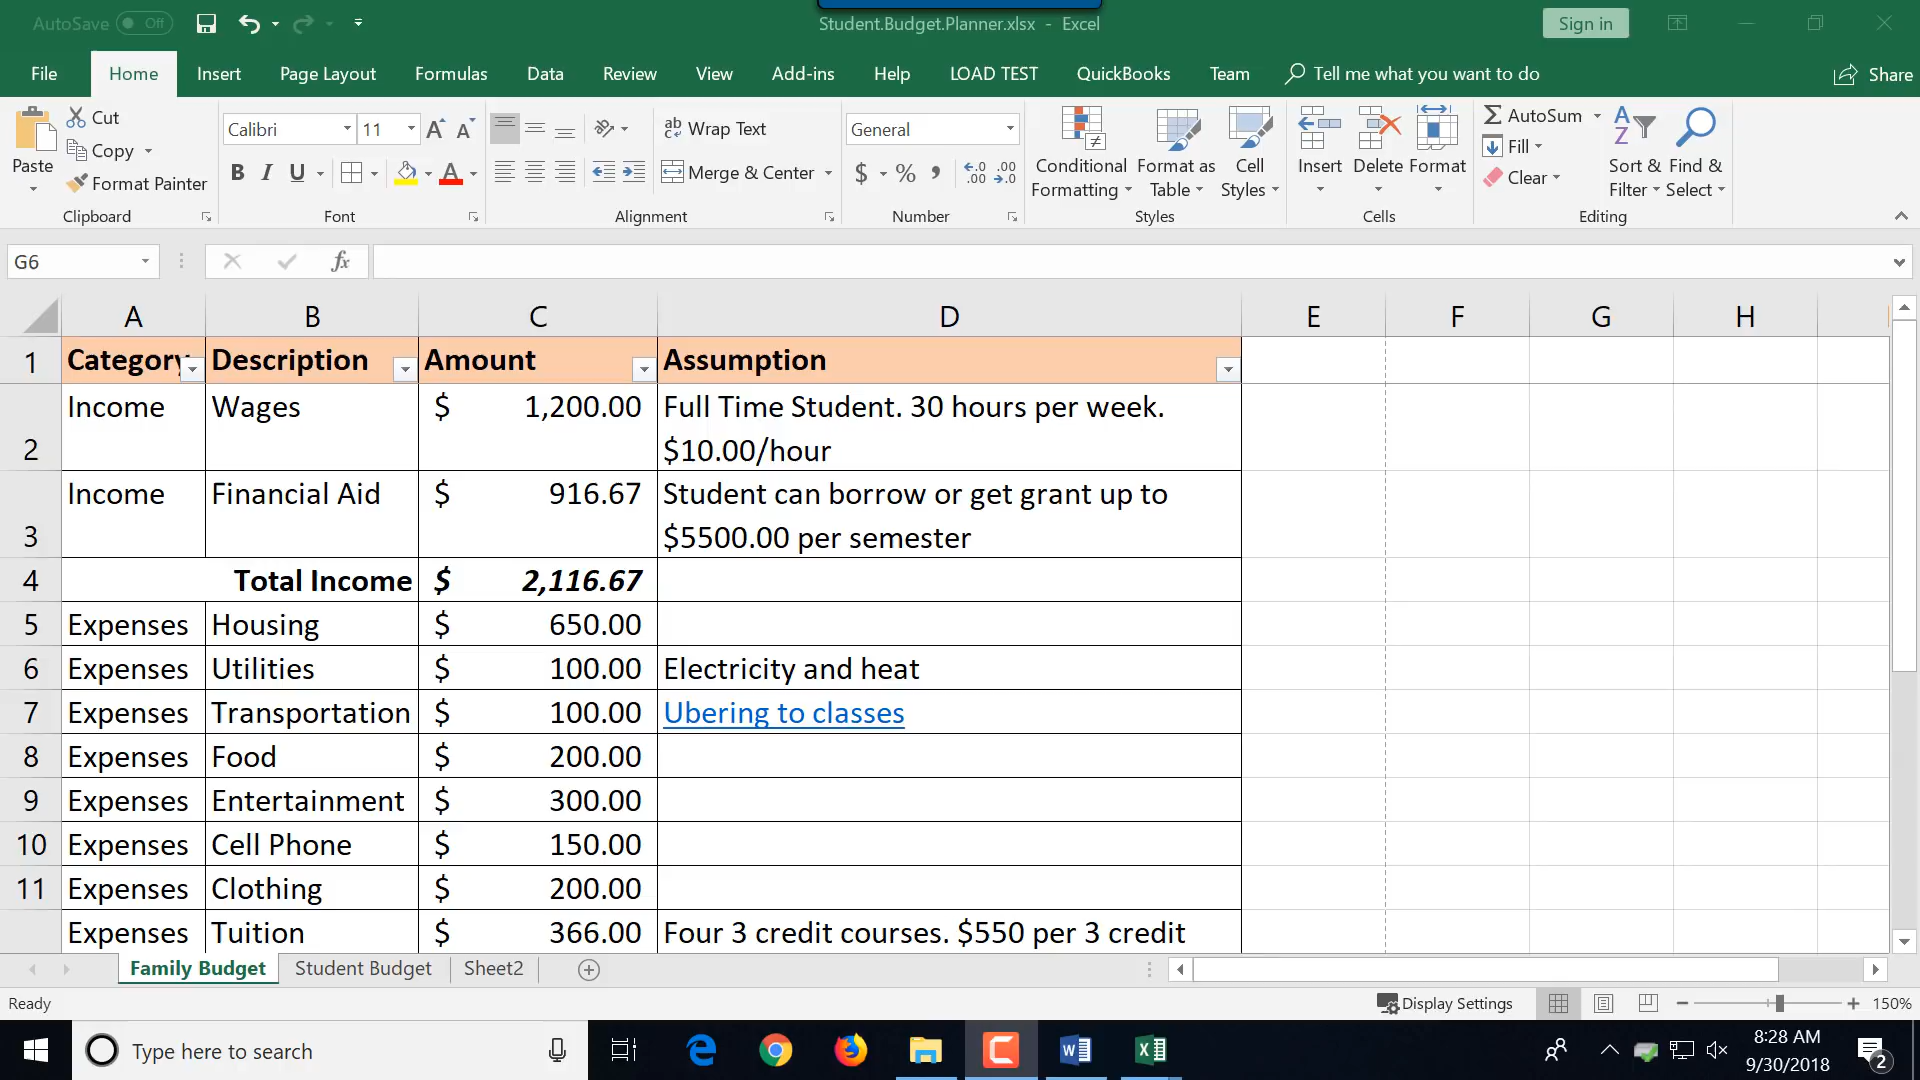 AutoSave Off
Student.Budget.Planner.xlsx - Excel
Sign in
File Home Insert Page Layout Formulas Data Review View Add-ins Help LOAD TEST QuickBooks Team Tell me what you want to do Share
Paste
Cut
Copy
Format Painter
Clipboard
Calibri 11
B I U
Font
Wrap Text
Merge & Center
Alignment
General
$ % ,
Number
Conditional Formatting
Format as Table
Cell Styles
Styles
Insert Delete Format
Cells
AutoSum
Fill
Clear
Sort & Filter
Find & Select
Editing
G6 fx
A B C D E F G H
1 Category Description Amount Assumption
2 Income Wages $ 1,200.00 Full Time Student. 30 hours per week.
$10.00/hour
3 Income Financial Aid $ 916.67 Student can borrow or get grant up to
$5500.00 per semester
4 Total Income $ 2,116.67
5 Expenses Housing $ 650.00
6 Expenses Utilities $ 100.00 Electricity and heat
7 Expenses Transportation $ 100.00 Ubering to classes
8 Expenses Food $ 200.00
9 Expenses Entertainment $ 300.00
10 Expenses Cell Phone $ 150.00
11 Expenses Clothing $ 200.00
Expenses Tuition $ 366.00 Four 3 credit courses. $550 per 3 credit
Family Budget Student Budget Sheet2
Ready Display Settings 150%
Type here to search
8:28 AM
9/30/2018
2